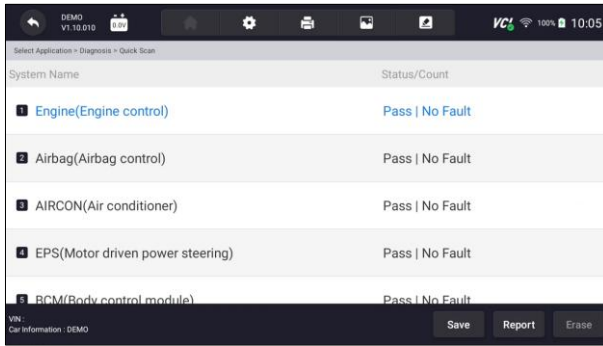 DEMO
V1.10.010
0.0V
VCI 100% 10:05
Select Application > Diagnosis > Quick Scan
System Name Status/Count
1 Engine(Engine control) Pass | No Fault
2 Airbag(Airbag control) Pass | No Fault
3 AIRCON(Air conditioner) Pass | No Fault
4 EPS(Motor driven power steering) Pass | No Fault
5 BCM(Body control module) Pass | No Fault
VIN :
Car Information : DEMO
Save Report Erase